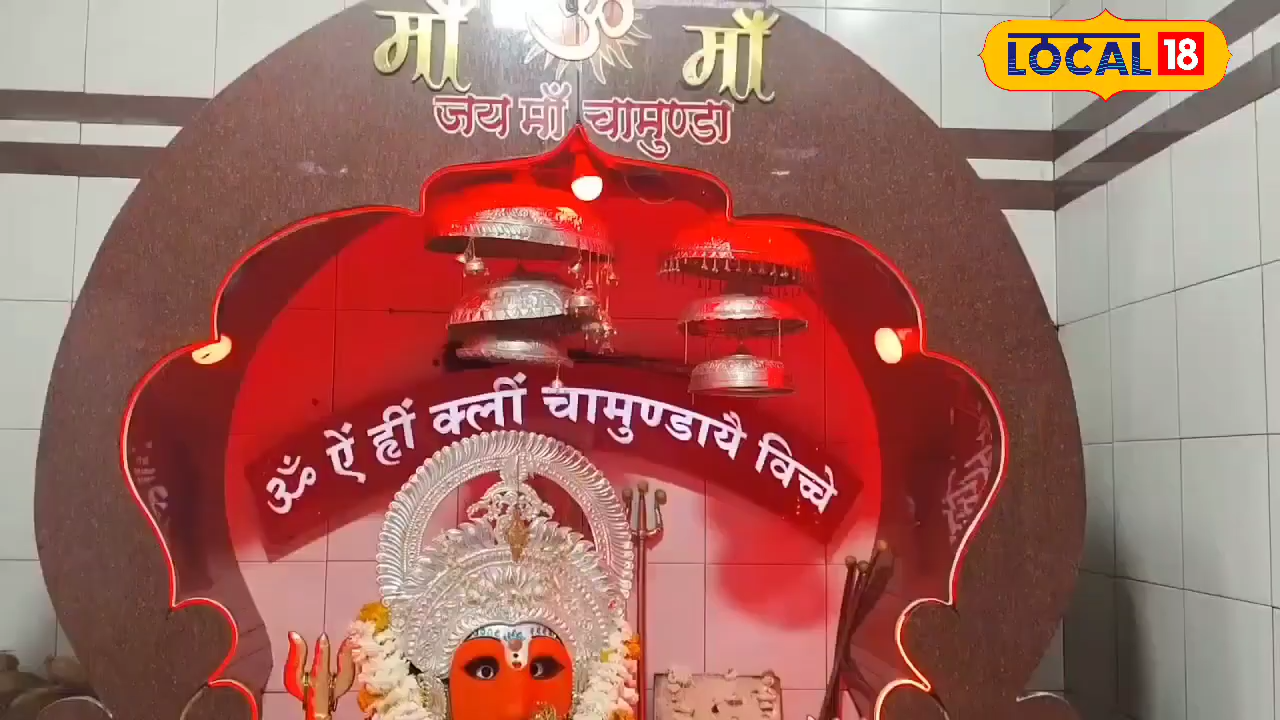 माँ ॐ माँ
जय माँ चामुण्डा
ॐ ऐं ह्रीं क्लीं चामुण्डायै विच्चे
LOCAL 18